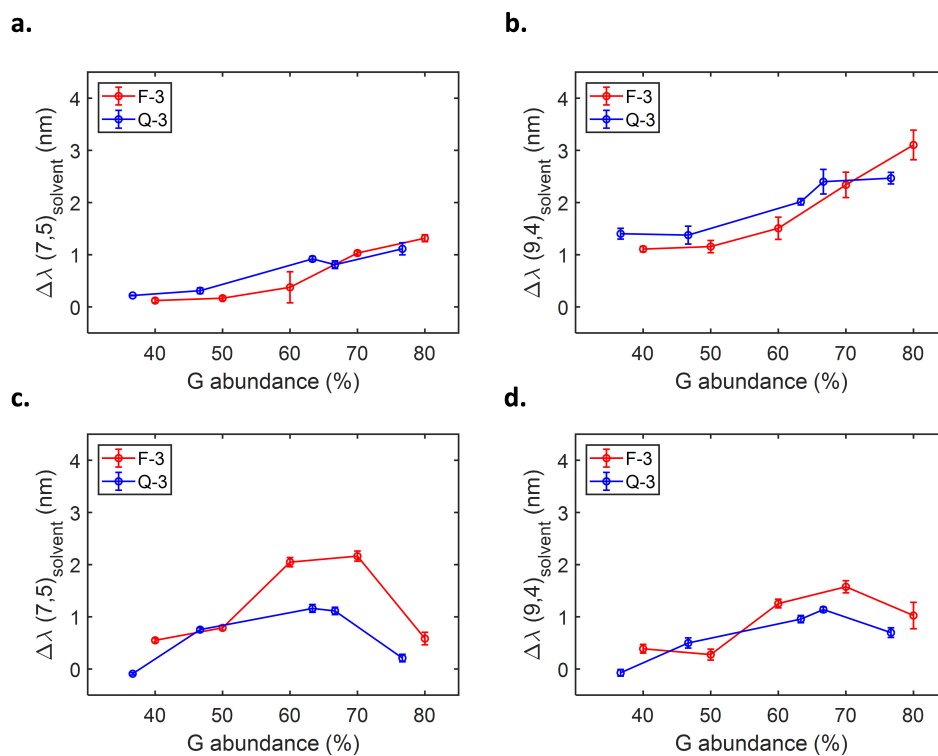 a.
Δλ (7,5)solvent (nm)
4
3
2
1
0
F-3
Q-3
40 50 60 70 80
G abundance (%)
b.
Δλ (9,4)solvent (nm)
4
3
2
1
0
F-3
Q-3
40 50 60 70 80
G abundance (%)
c.
Δλ (7,5)solvent (nm)
4
3
2
1
0
F-3
Q-3
40 50 60 70 80
G abundance (%)
d.
Δλ (9,4)solvent (nm)
4
3
2
1
0
F-3
Q-3
40 50 60 70 80
G abundance (%)